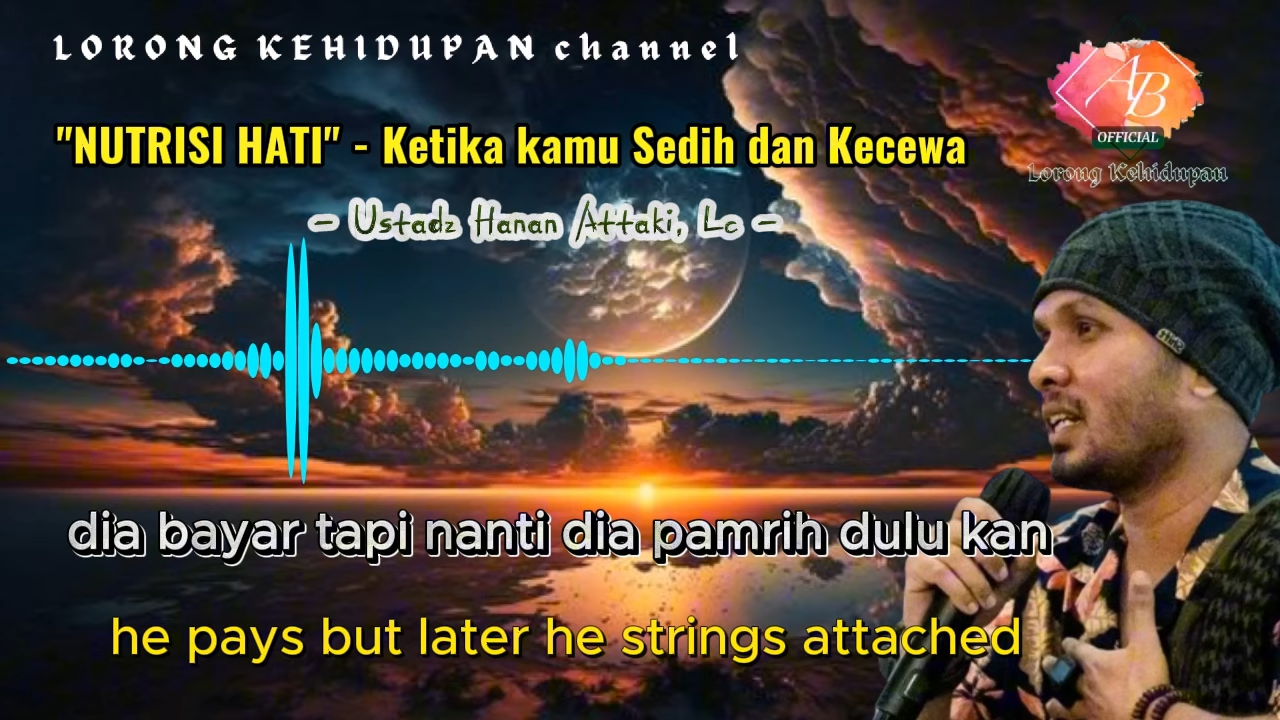 LORONG KEHIDUPAN channel
AB
OFFICIAL
Lorong Kehidupan
"NUTRISI HATI" - Ketika kamu Sedih dan Kecewa
- Ustadz Hanan Attaki, Lc -
dia bayar tapi nanti dia pamrih dulu kan
he pays but later he strings attached